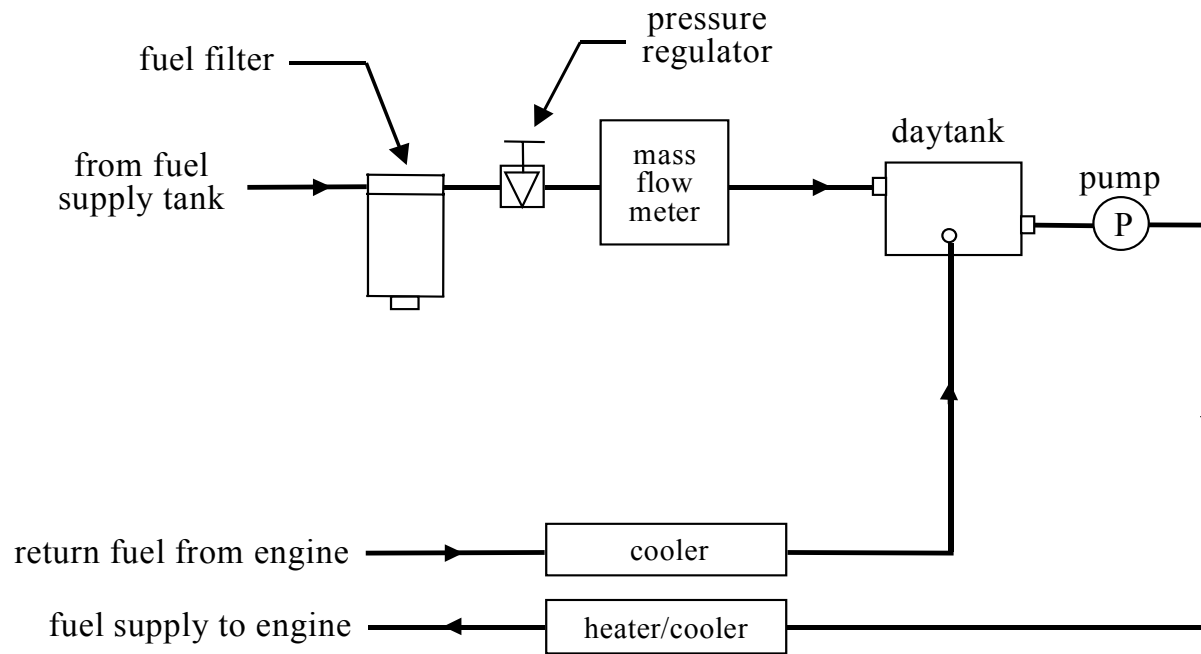 pressure
regulator
fuel filter
daytank
from fuel
supply tank
mass
flow
meter
pump
P
return fuel from engine
cooler
fuel supply to engine
heater/cooler